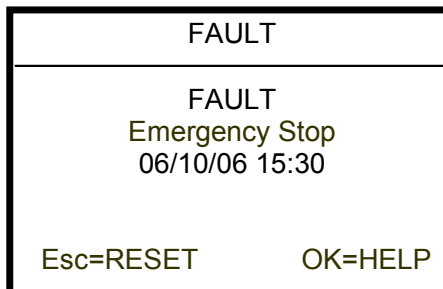 FAULT
FAULT
Emergency Stop
06/10/06 15:30
Esc=RESET OK=HELP